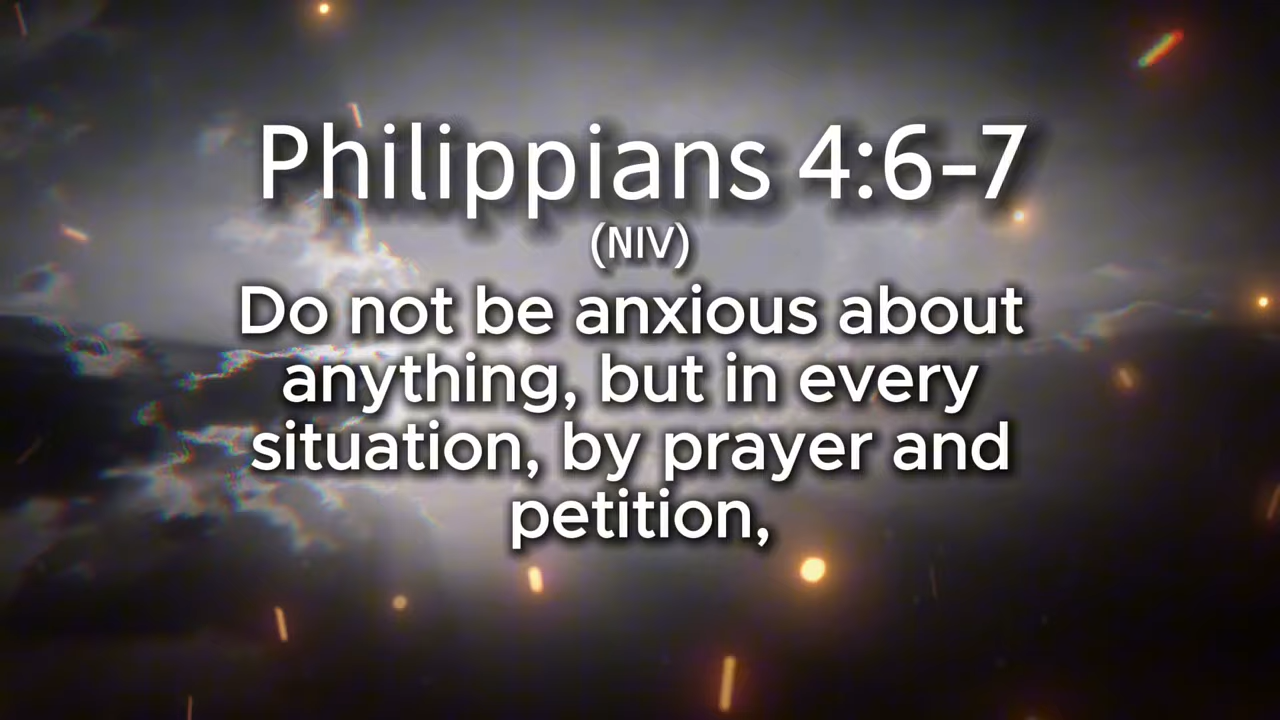 Philippians 4:6-7
(NIV)
Do not be anxious about
anything, but in every
situation, by prayer and
petition,